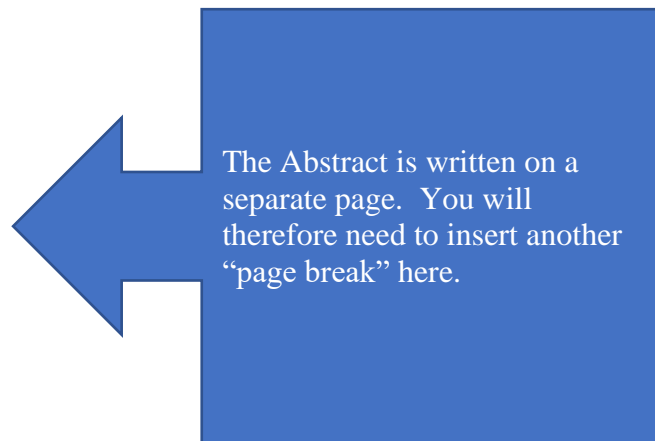 The Abstract is written on a
separate page.  You will
therefore need to insert another
“page break” here.